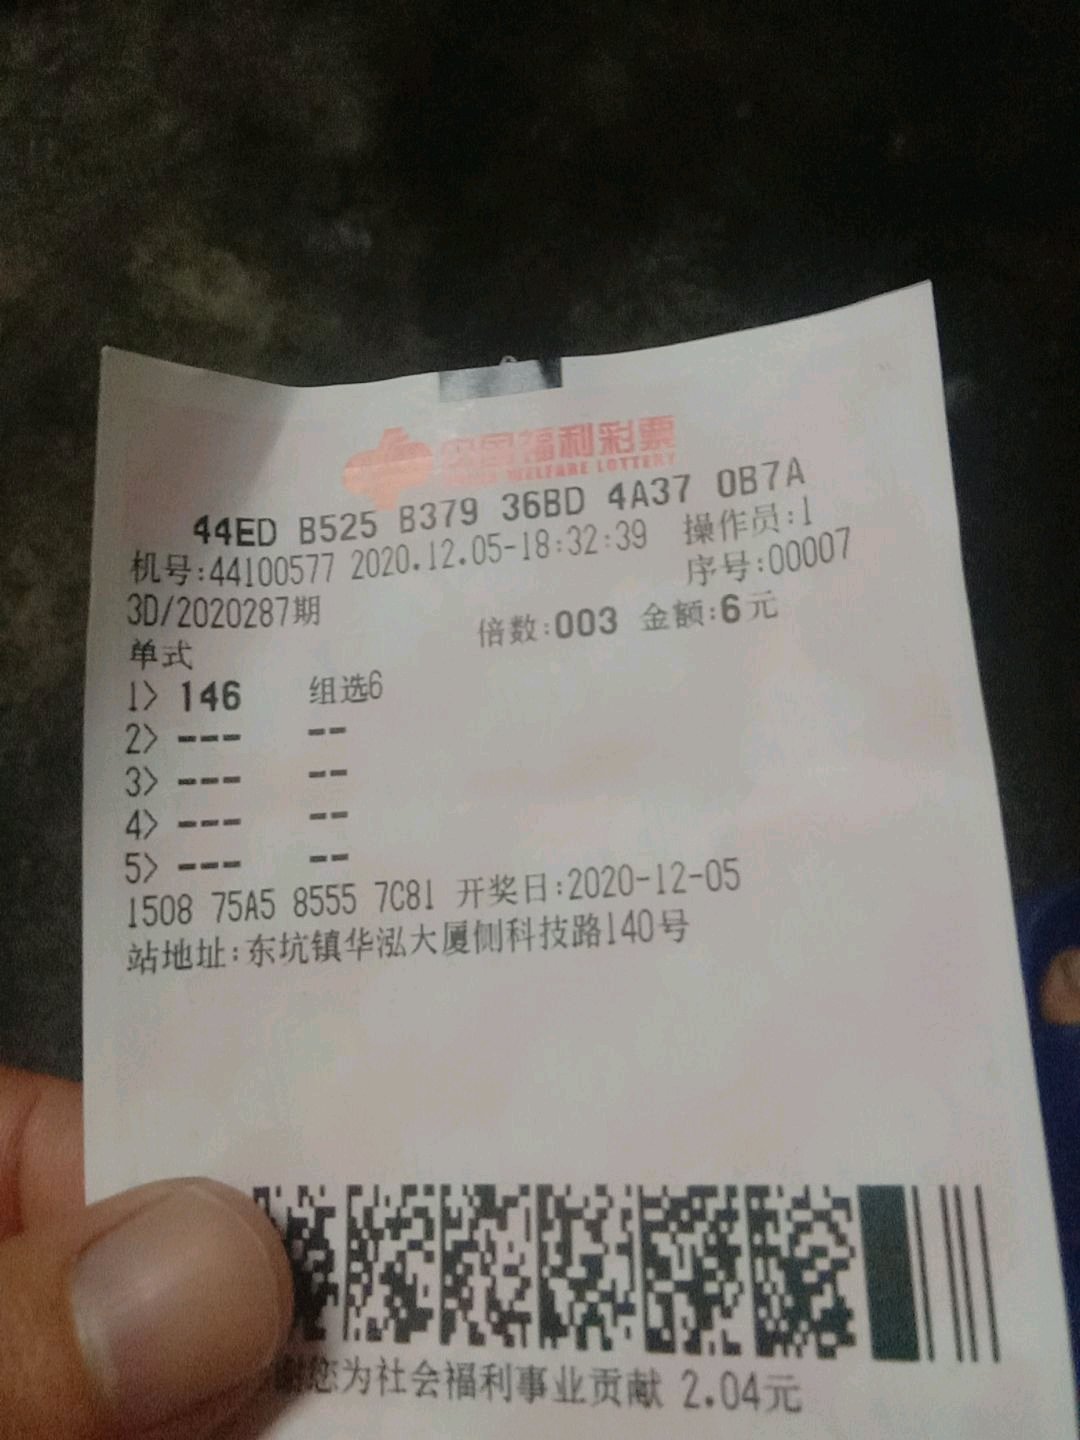 中国福利彩票
CHINA WELFARE LOTTERY
44ED B525 B379 36BD 4A37 0B7A
机号:44100577 2020.12.05-18:32:39 操作员:1
3D/2020287期 序号:00007
单式 倍数:003 金额:6元
1> 146 组选6
2> --- --
3> --- --
4> --- --
5> --- --
1508 75A5 8555 7C81 开奖日:2020-12-05
站地址:东坑镇华泓大厦侧科技路140号
谢您为社会福利事业贡献 2.04元